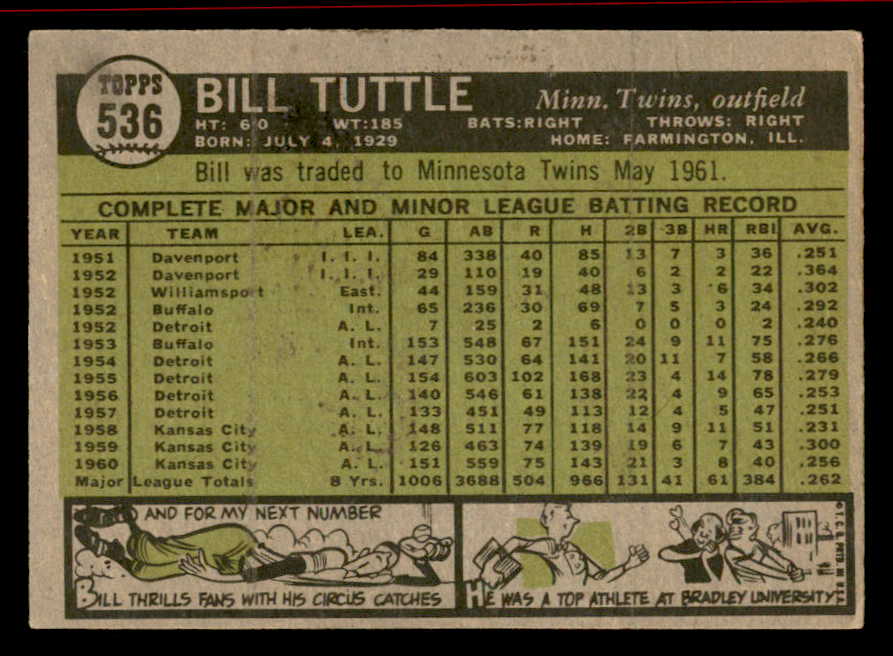 TOPPS
536
BILL TUTTLE Minn. Twins, outfield
HT: 6'0 WT:185 BATS:RIGHT THROWS: RIGHT
BORN: JULY 4, 1929 HOME: FARMINGTON, ILL.
Bill was traded to Minnesota Twins May 1961.
COMPLETE MAJOR AND MINOR LEAGUE BATTING RECORD
YEAR TEAM LEA. G AB R H 2B 3B HR RBI AVG.
1951 Davenport I. I. I. 84 338 40 85 13 7 3 36 .251
1952 Davenport I. I. I. 29 110 19 40 6 2 2 22 .364
1952 Williamsport East. 44 159 31 48 13 3 6 34 .302
1952 Buffalo Int. 65 236 30 69 7 5 3 24 .292
1952 Detroit A. L. 7 25 2 6 0 0 0 2 .240
1953 Buffalo Int. 153 548 67 151 24 9 11 75 .276
1954 Detroit A. L. 147 530 64 141 20 11 7 58 .266
1955 Detroit A. L. 154 603 102 168 23 4 14 78 .279
1956 Detroit A. L. 140 546 61 138 22 4 9 65 .253
1957 Detroit A. L. 133 451 49 113 12 4 5 47 .251
1958 Kansas City A. L. 148 511 77 118 14 9 11 51 .231
1959 Kansas City A. L. 126 463 74 139 19 6 7 43 .300
1960 Kansas City A. L. 151 559 75 143 21 3 8 40 .256
Major League Totals 8 Yrs. 1006 3688 504 966 131 41 61 384 .262
AND FOR MY NEXT NUMBER
BILL THRILLS FANS WITH HIS CIRCUS CATCHES
HE WAS A TOP ATHLETE AT BRADLEY UNIVERSITY
© T. C. G. PRTD. IN U.S.A.